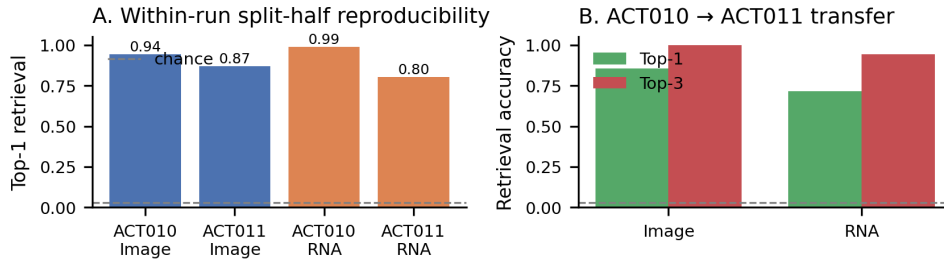 A. Within-run split-half reproducibility
Top-1 retrieval
1.00
0.75
0.50
0.25
0.00
0.94
0.87
0.99
0.80
chance
ACT010
Image
ACT011
Image
ACT010
RNA
ACT011
RNA
B. ACT010 → ACT011 transfer
Retrieval accuracy
1.00
0.75
0.50
0.25
0.00
Top-1
Top-3
Image
RNA